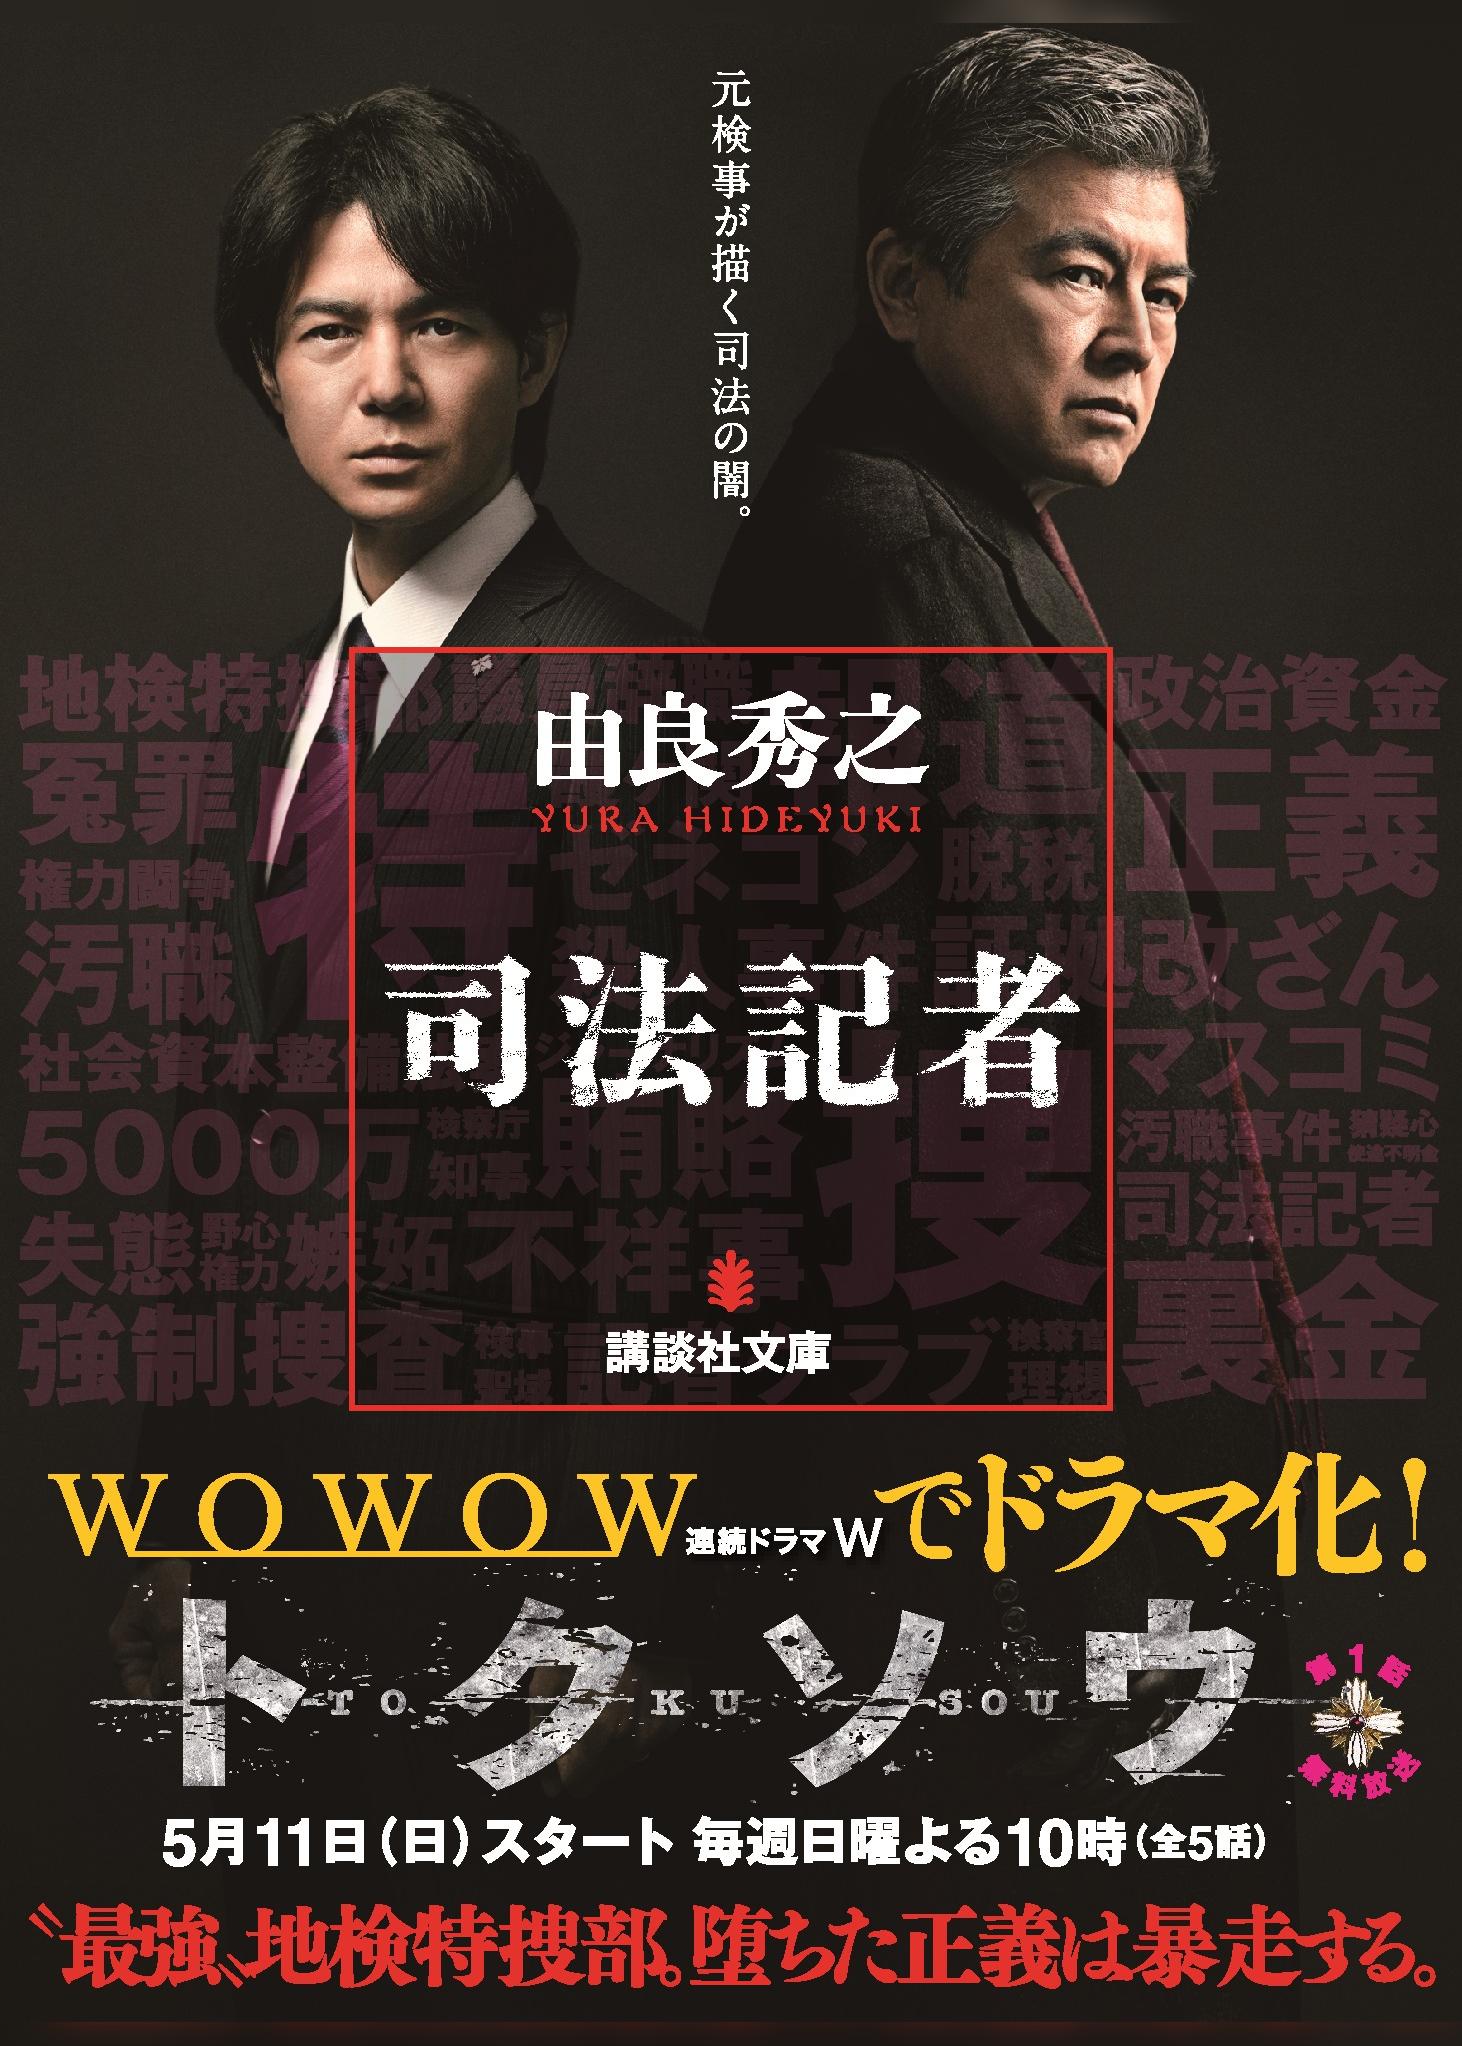 元検事が描く司法の闇。
由良秀之
YURA HIDEYUKI
司法記者
講談社文庫
地検特捜部
議員辞職
報道
政治資金
冤罪
特
正義
セネコン
脱税
権力闘争
汚職
殺人事件
証拠改ざん
社会資本整備
マスコミ
5000万
検察庁
知事
賄賂
捜
汚職事件
猜疑心
使途不明金
司法記者
失態
野心
権力
嫉妬
不祥事
裏金
強制捜査
検事
聖域
記者クラブ
検察官
理想
WOWOW 連続ドラマW でドラマ化!
トクソウ
TO KU SOU
第1話
無料放送
5月11日(日)スタート 毎週日曜よる10時(全5話)
〝最強〟地検特捜部。堕ちた正義は暴走する。